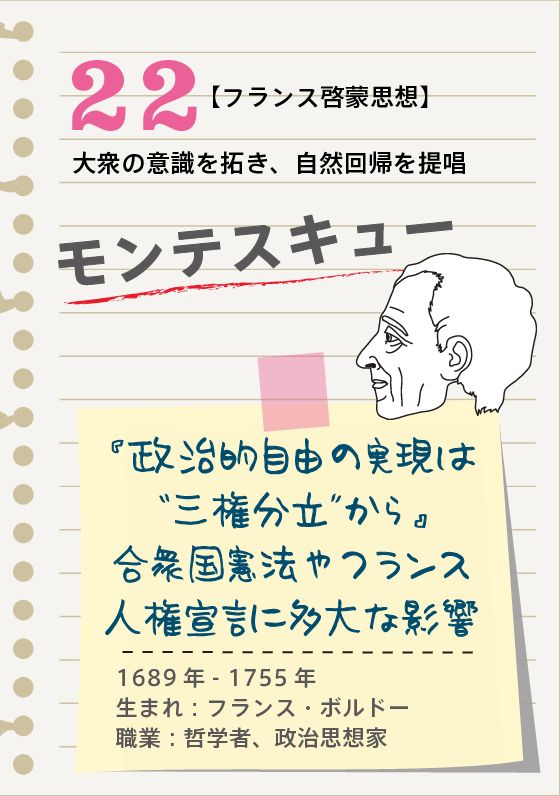 22【フランス啓蒙思想】
大衆の意識を拓き、自然回帰を提唱
モンテスキュー
『政治的自由の実現は
“三権分立”から』
合衆国憲法やフランス
人権宣言に多大な影響
1689年-1755年
生まれ：フランス・ボルドー
職業：哲学者、政治思想家